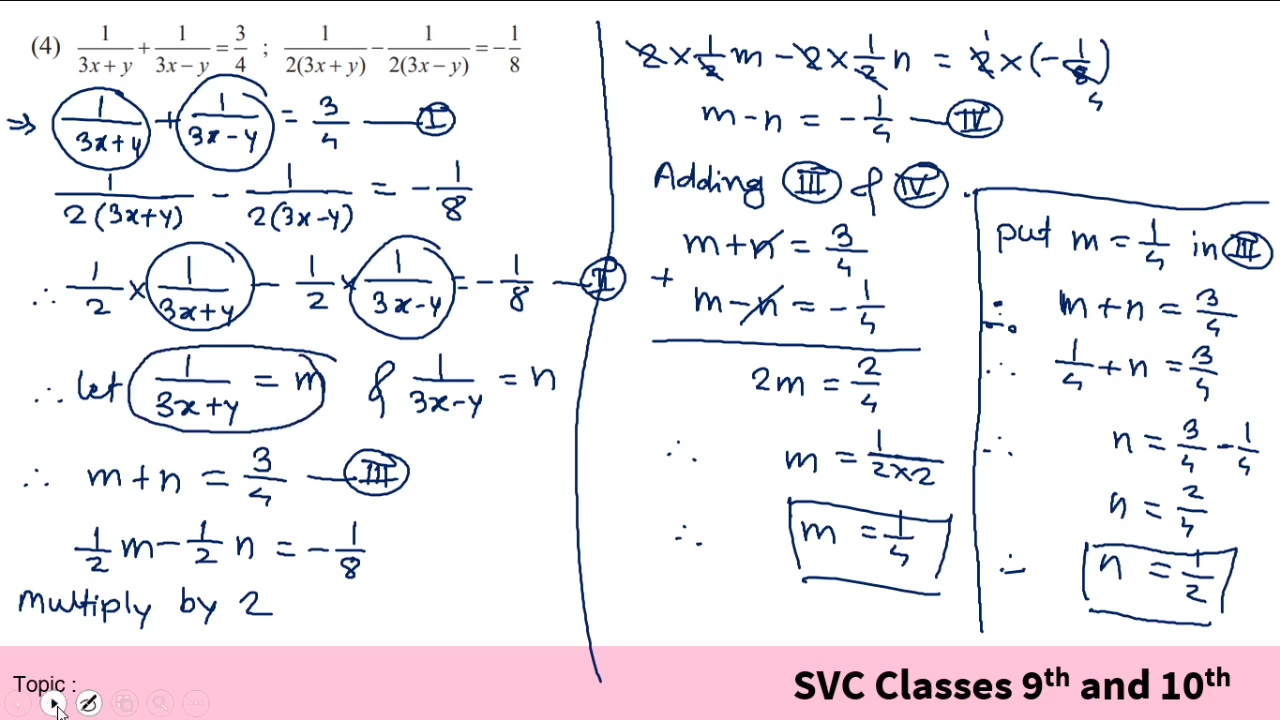 (4) 1/(3x + y) + 1/(3x − y) = 3/4 ; 1/(2(3x + y)) − 1/(2(3x − y)) = −1/8
⇒ 1/(3x+y) + 1/(3x−y) = 3/4 — I
1/(2(3x+y)) − 1/(2(3x−y)) = −1/8
∴ 1/2 × 1/(3x+y) − 1/2 × 1/(3x−y) = −1/8 — II
∴ let 1/(3x+y) = m & 1/(3x−y) = n
∴ m+n = 3/4 — III
1/2 m − 1/2 n = −1/8
Multiply by 2
2 × 1/2 m − 2 × 1/2 n = 2 × (−1/8) 1 4
m−n = −1/4 — IV
Adding III & IV
m+n = 3/4
+ m−n = −1/4
2m = 2/4
∴ m = 1/(2×2)
∴ m = 1/4
put m = 1/4 in III
∴ m+n = 3/4
∴ 1/4 + n = 3/4
∴ n = 3/4 − 1/4
n = 2/4
∴ n = 1/2
Topic :
SVC Classes 9th and 10th